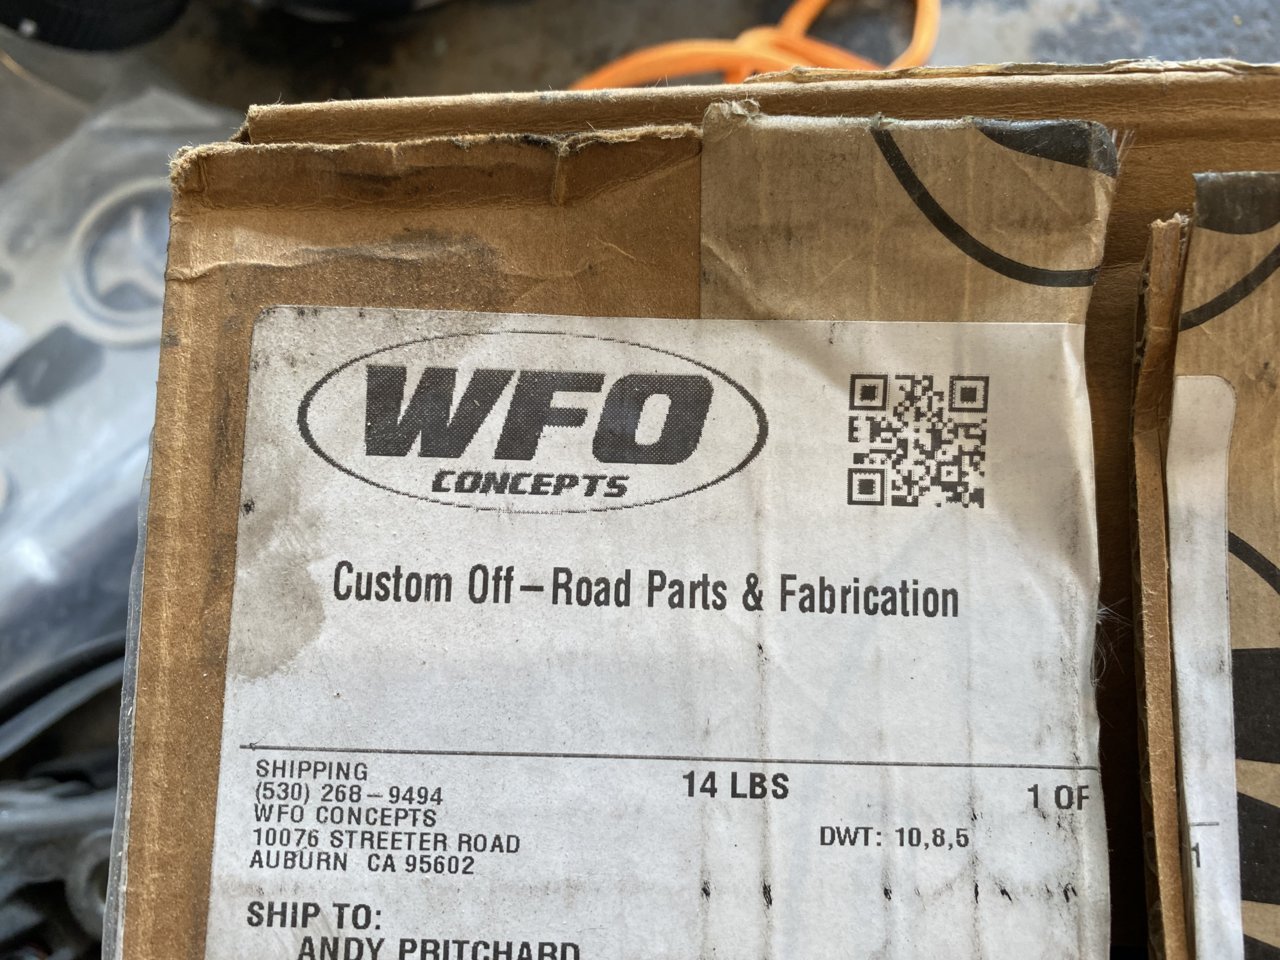 WFO
CONCEPTS
Custom Off-Road Parts & Fabrication
SHIPPING
(530) 268-9494
WFO CONCEPTS
10076 STREETER ROAD
AUBURN CA 95602
14 LBS
1 OF
DWT: 10,8,5
SHIP TO:
ANDY PRITCHARD
1